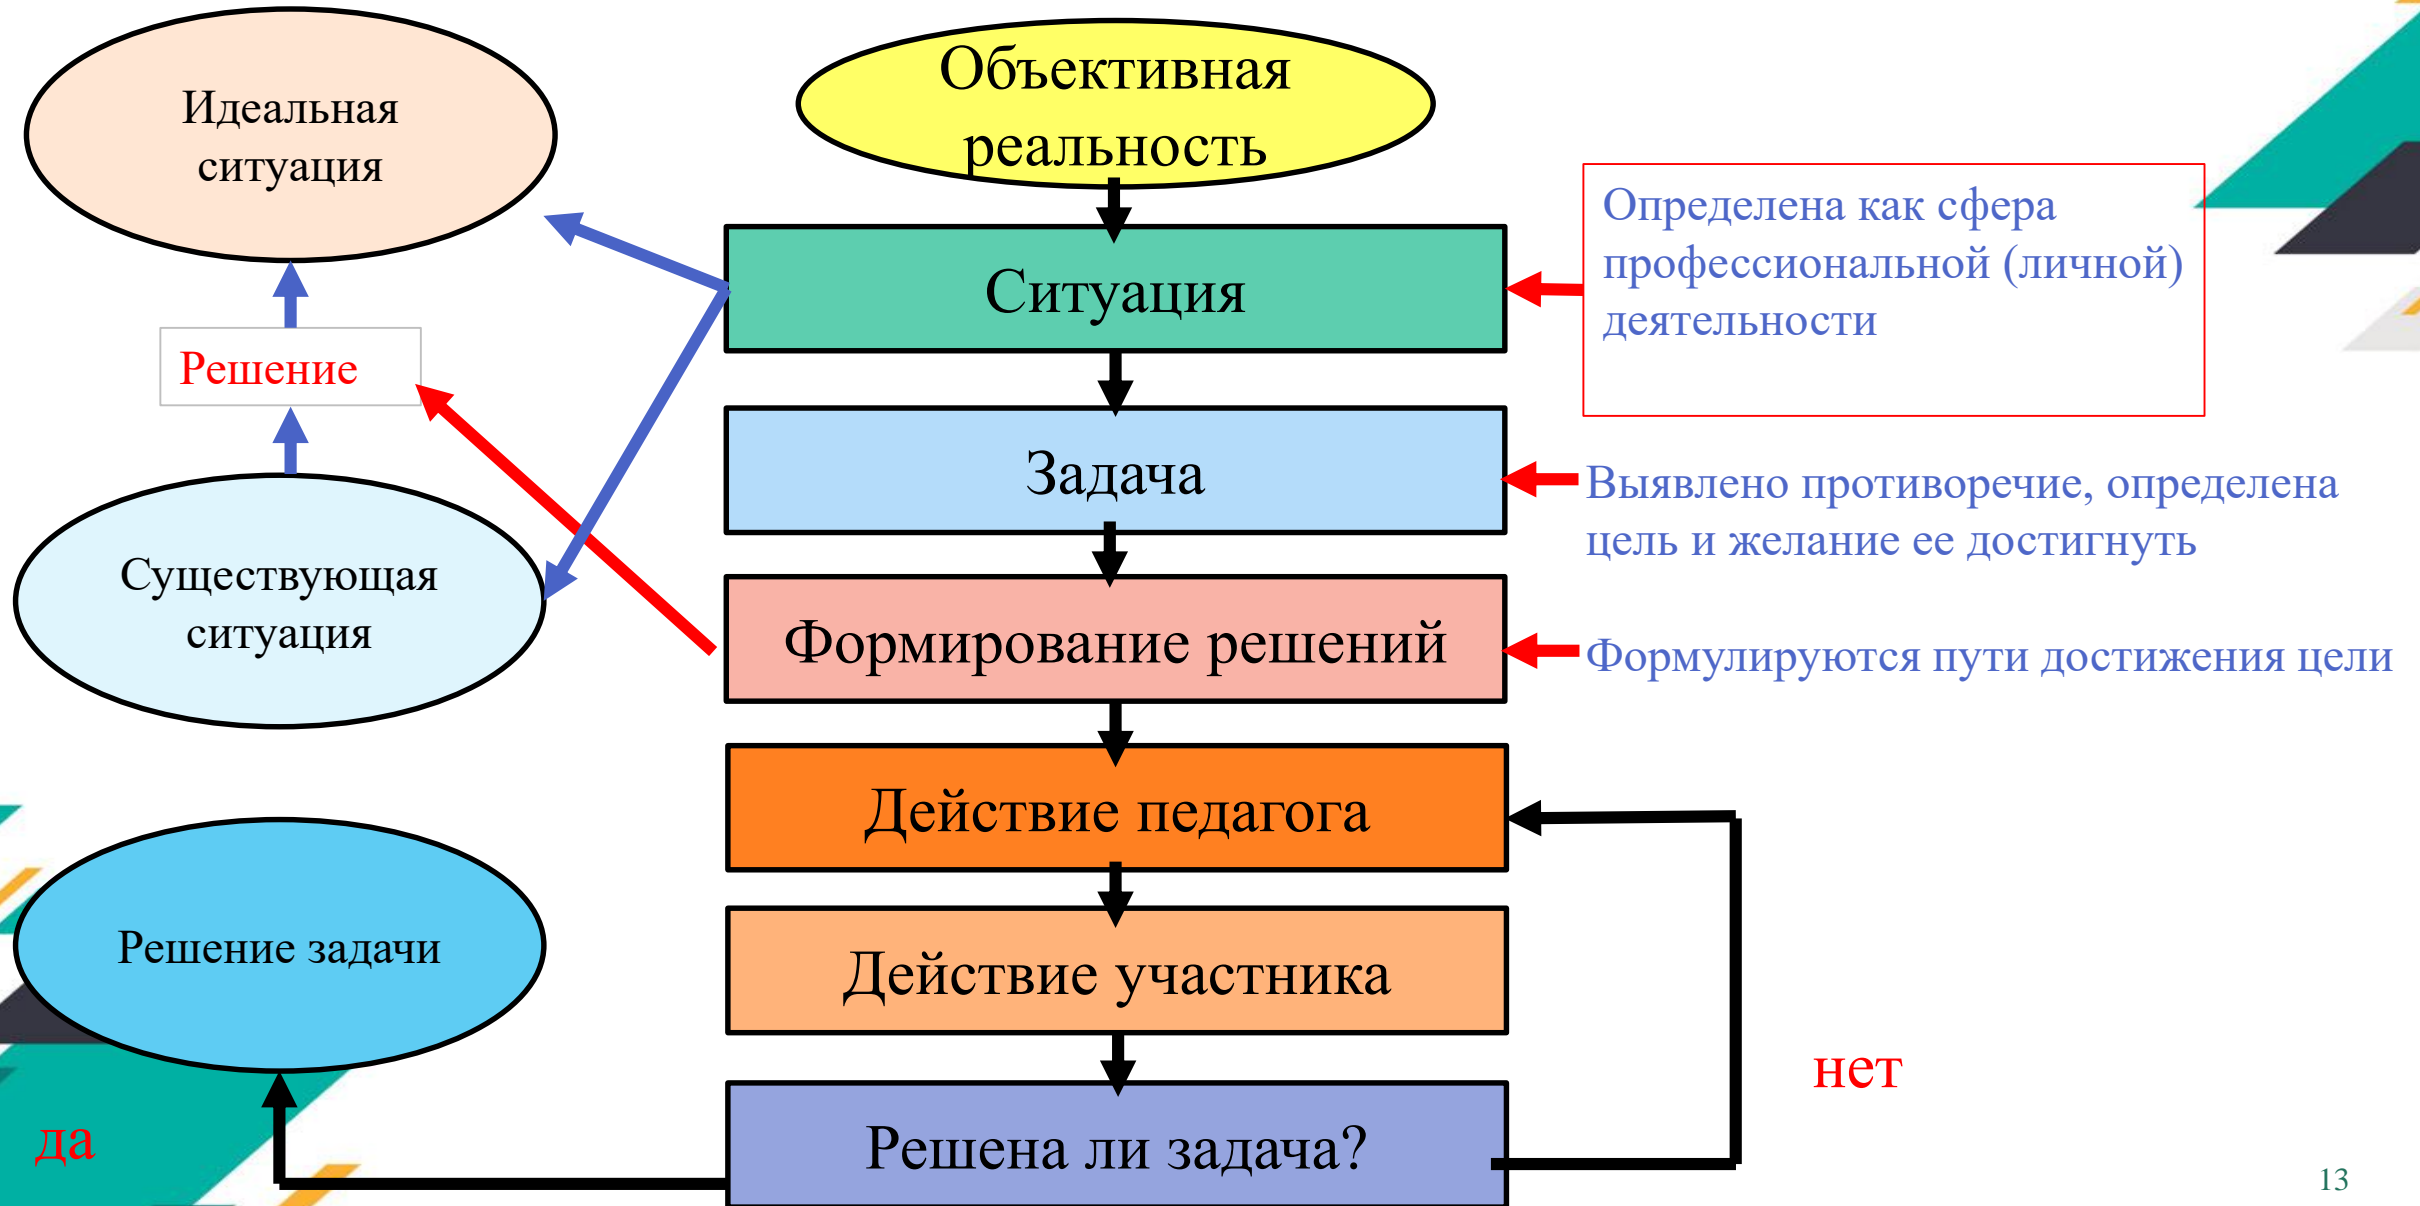 Идеальная
ситуация
Объективная
реальность
Определена как сфера
профессиональной (личной)
деятельности
Ситуация
Решение
Задача
Выявлено противоречие, определена
цель и желание ее достигнуть
Существующая
ситуация
Формирование решений
Формулируются пути достижения цели
Действие педагога
Решение задачи
Действие участника
нет
да
Решена ли задача?
13